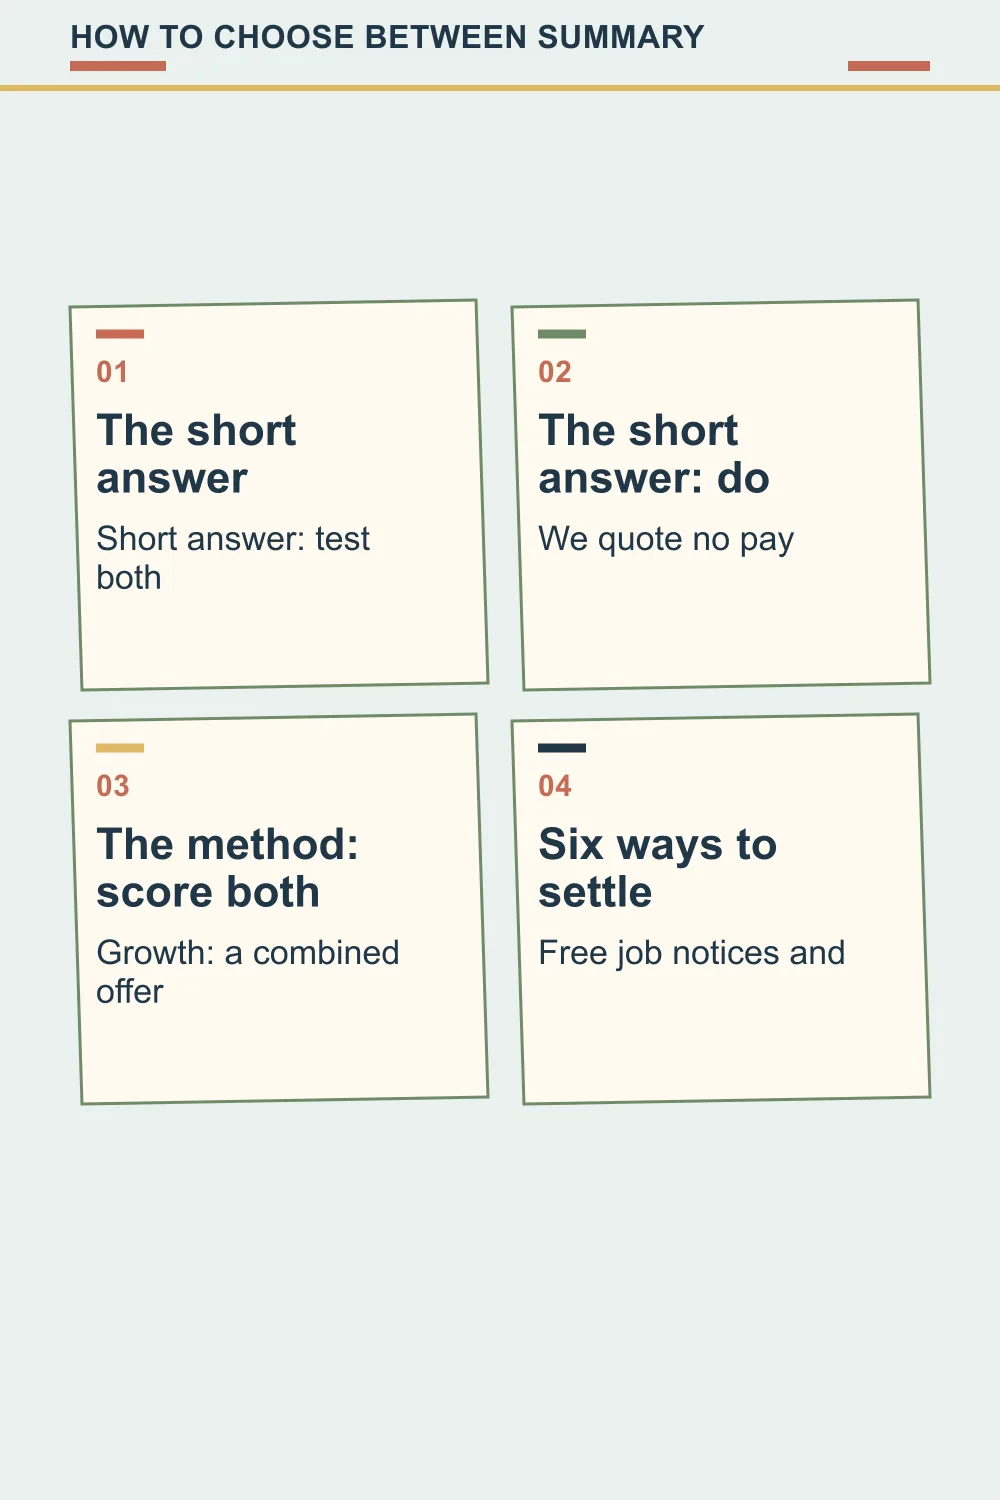 HOW TO CHOOSE BETWEEN SUMMARY
01
The short
answer
Short answer: test
both
02
The short
answer: do
We quote no pay
03
The method:
score both
Growth: a combined
offer
04
Six ways to
settle
Free job notices and